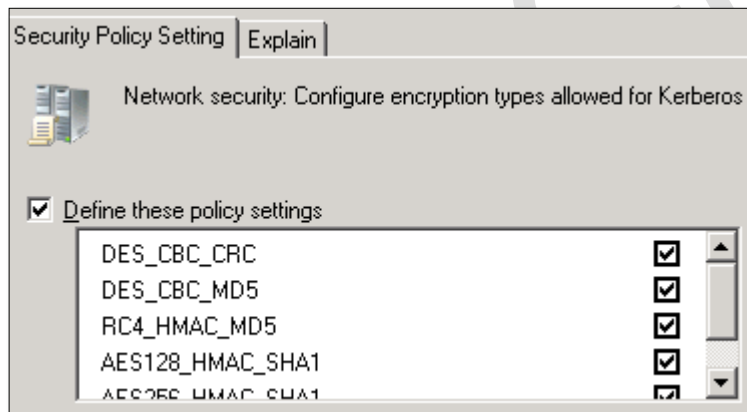 Security Policy Setting Explain
Network security: Configure encryption types allowed for Kerberos
Define these policy settings
DES_CBC_CRC
DES_CBC_MD5
RC4_HMAC_MD5
AES128_HMAC_SHA1
AES256_HMAC_SHA1